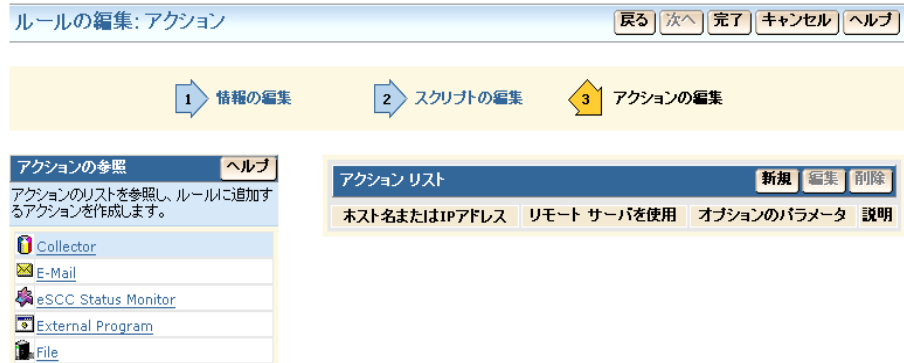 ルールの編集: アクション 戻る 次へ 完了 キャンセル ヘルプ
1 情報の編集 2 スクリプトの編集 3 アクションの編集
アクションの参照 ヘルプ
アクションのリストを参照し、ルールに追加す
るアクションを作成します。
Collector
E-Mail
eSCC Status Monitor
External Program
File
アクション リスト 新規 編集 削除
ホスト名またはIPアドレス リモート サーバを使用 オプションのパラメータ 説明